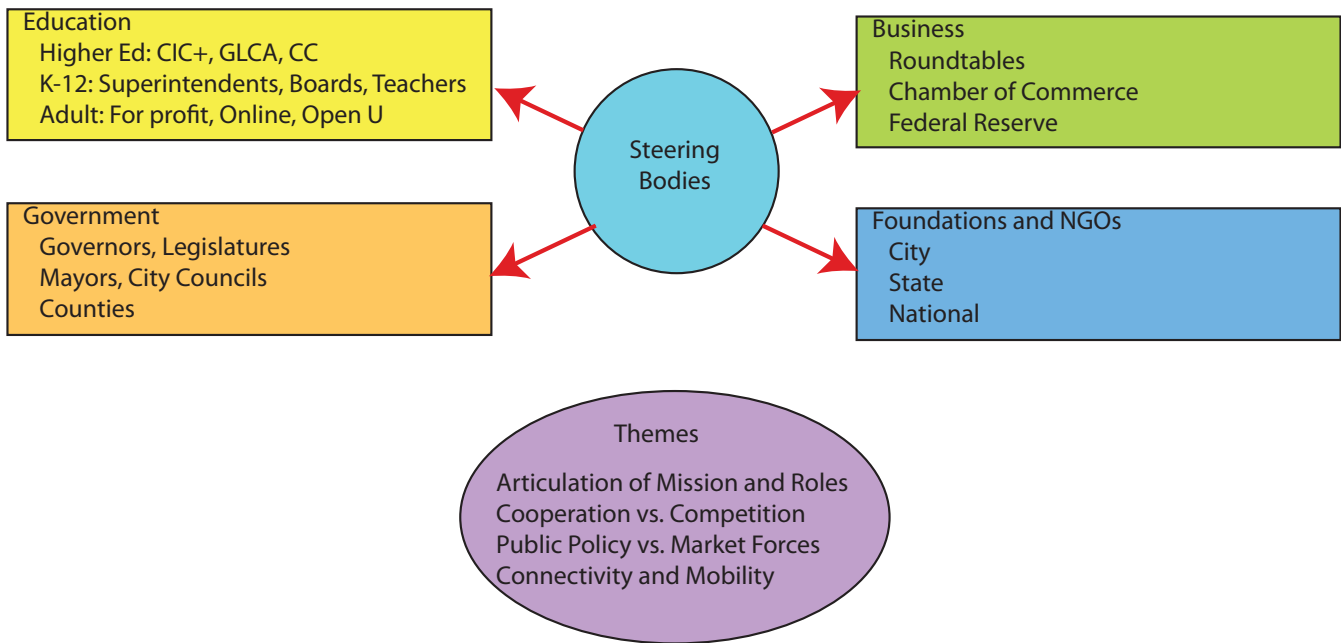 Education
Higher Ed: CIC+, GLCA, CC
K-12: Superintendents, Boards, Teachers
Adult: For profit, Online, Open U
Business
Roundtables
Chamber of Commerce
Federal Reserve
Steering
Bodies
Government
Governors, Legislatures
Mayors, City Councils
Counties
Foundations and NGOs
City
State
National
Themes
Articulation of Mission and Roles
Cooperation vs. Competition
Public Policy vs. Market Forces
Connectivity and Mobility